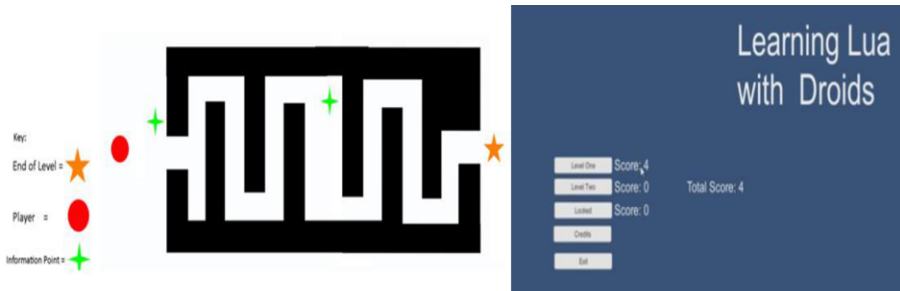 Key:
End of Level =
Player =
Information Point =
Learning Lua
with Droids
Level One Score: 4
Level Two Score: 0 Total Score: 4
Locked Score: 0
Credits
Exit